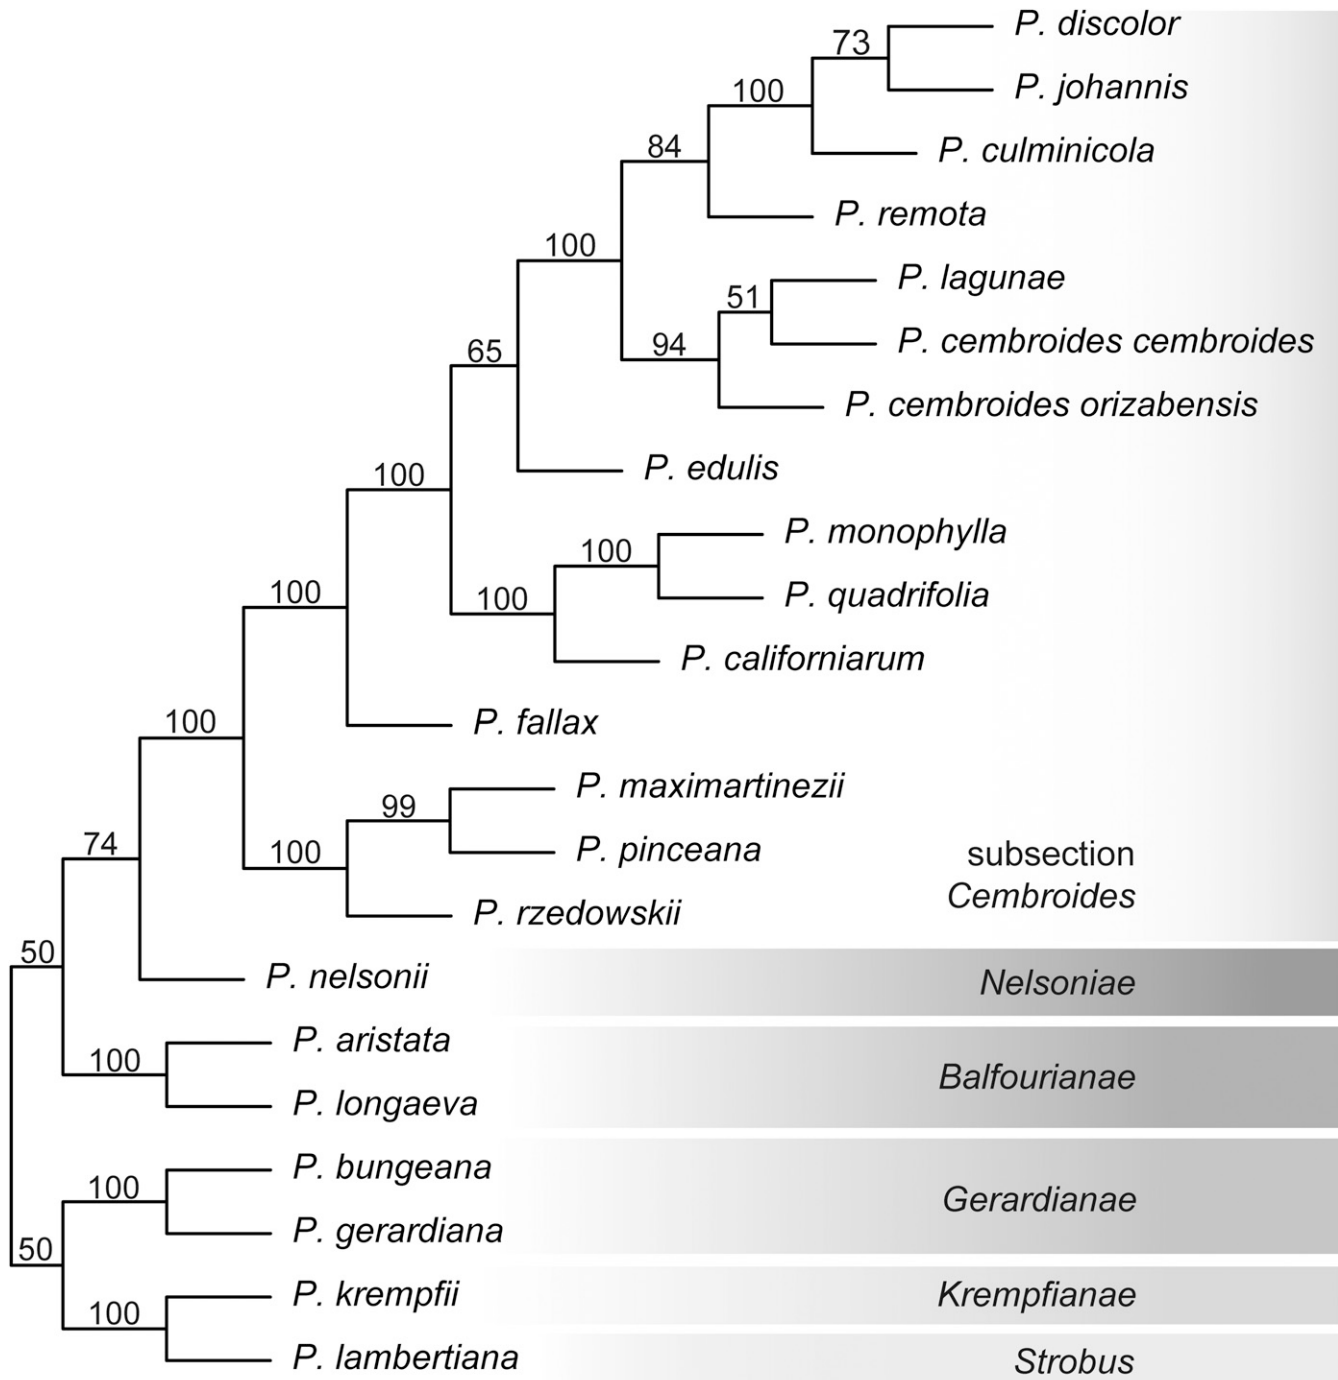 P. discolor
73
P. johannis
100
P. culminicola
84
P. remota
100
P. lagunae
51
P. cembroides cembroides
94
65
P. cembroides orizabensis
P. edulis
100
P. monophylla
100
P. quadrifolia
100
100
P. californiarum
P. fallax
100
P. maximartinezii
99
P. pinceana
100
74
subsection
Cembroides
P. rzedowskii
50
P. nelsonii
Nelsoniae
P. aristata
100
Balfourianae
P. longaeva
P. bungeana
100
Gerardianae
P. gerardiana
50
P. krempfii
Krempfianae
100
P. lambertiana
Strobus